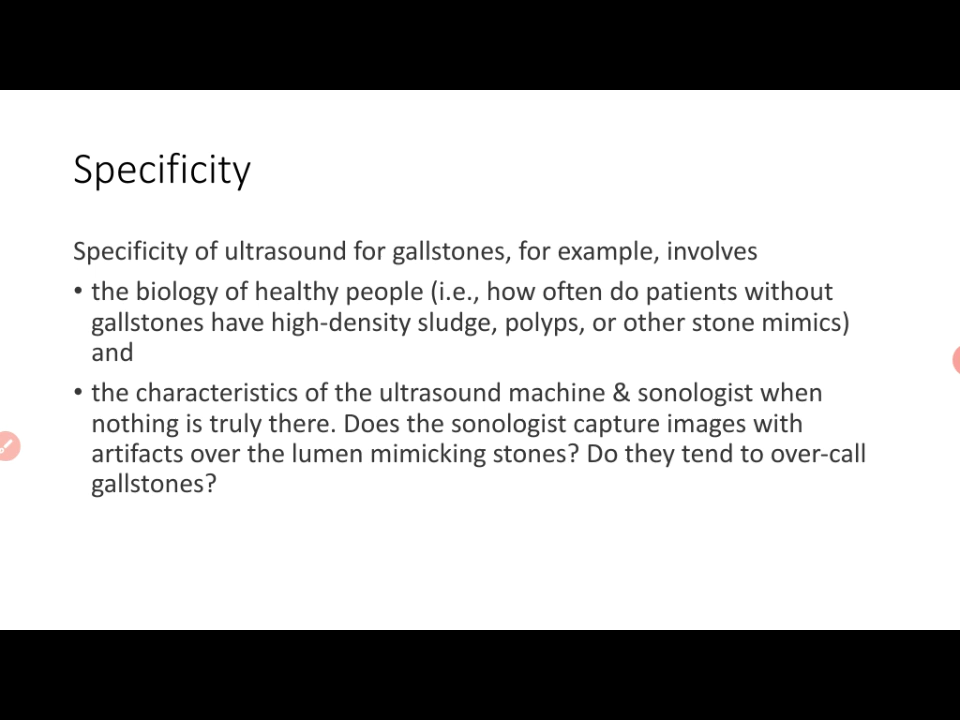 Specificity
Specificity of ultrasound for gallstones, for example, involves
• the biology of healthy people (i.e., how often do patients without
gallstones have high-density sludge, polyps, or other stone mimics)
and
• the characteristics of the ultrasound machine & sonologist when
nothing is truly there. Does the sonologist capture images with
artifacts over the lumen mimicking stones? Do they tend to over-call
gallstones?